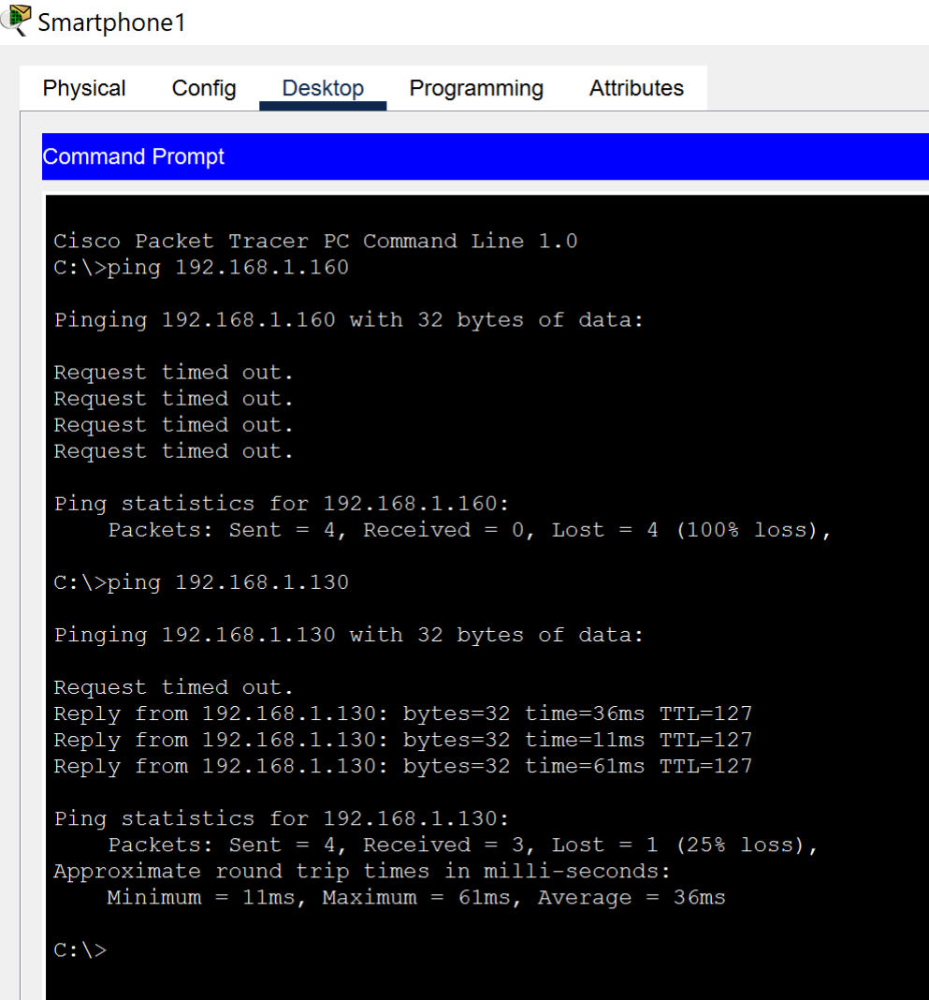 Smartphone1
Physical Config Desktop Programming Attributes
Command Prompt
Cisco Packet Tracer PC Command Line 1.0
C:\>ping 192.168.1.160
Pinging 192.168.1.160 with 32 bytes of data:
Request timed out.
Request timed out.
Request timed out.
Request timed out.
Ping statistics for 192.168.1.160:
Packets: Sent = 4, Received = 0, Lost = 4 (100% loss),
C:\>ping 192.168.1.130
Pinging 192.168.1.130 with 32 bytes of data:
Request timed out.
Reply from 192.168.1.130: bytes=32 time=36ms TTL=127
Reply from 192.168.1.130: bytes=32 time=11ms TTL=127
Reply from 192.168.1.130: bytes=32 time=61ms TTL=127
Ping statistics for 192.168.1.130:
Packets: Sent = 4, Received = 3, Lost = 1 (25% loss),
Approximate round trip times in milli-seconds:
Minimum = 11ms, Maximum = 61ms, Average = 36ms
C:\>